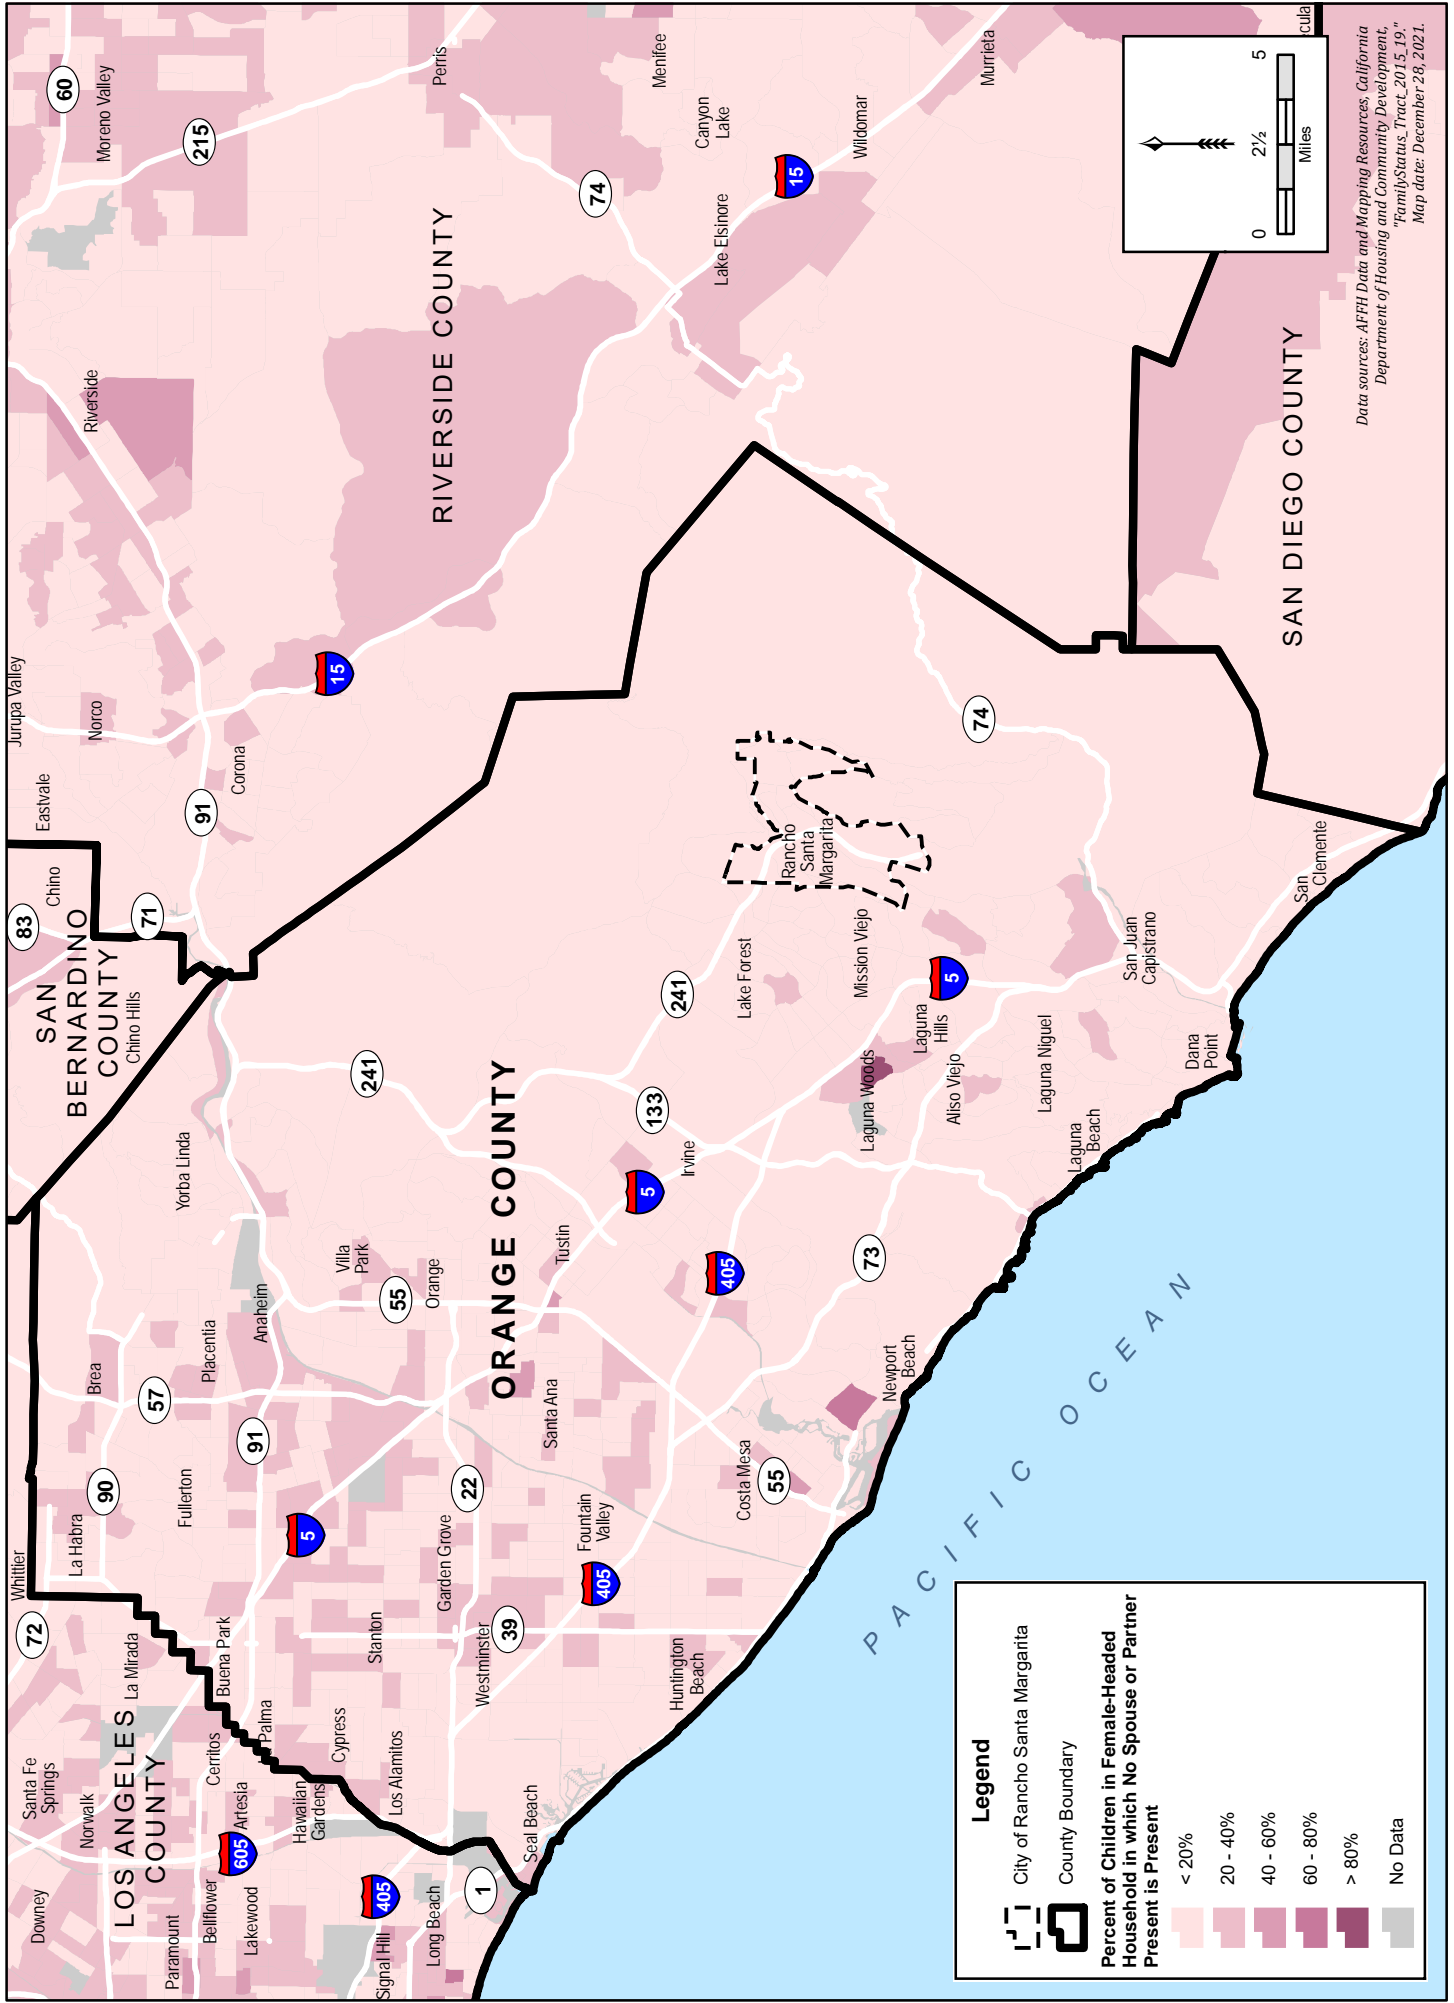 Whittier
72
La Habra
90
Brea
57
Fullerton
Placentia
Yorba Linda
SAN
BERNARDINO
COUNTY
Chino Hills
83
Chino
71
Eastvale
Jurupa Valley
Norco
91
Corona
15
Riverside
60
Moreno Valley
215
Perris
RIVERSIDE COUNTY
74
Menifee
Canyon
Lake
Lake Elsinore
15
Wildomar
Murrieta
cula
Santa Fe
Springs
Norwalk
Downey
LOS ANGELES
COUNTY
La Mirada
Buena Park
Paramount
Bellflower
Cerritos
605
Artesia
Lakewood
Palma
Hawaiian
Gardens
Cypress
405
Signal Hill
Los Alamitos
Long Beach
1
Seal Beach
91
Anaheim
5
Villa
Park
55
Orange
241
Stanton
Garden Grove
22
Westminster
39
ORANGE COUNTY
Santa Ana
Tustin
Fountain
Valley
405
5
Irvine
133
241
Huntington
Beach
Costa Mesa
55
405
73
Newport
Beach
Lake Forest
Rancho
Santa
Margarita
Mission Viejo
Laguna Woods
Laguna
Hills
5
Aliso Viejo
Laguna Niguel
Laguna
Beach
74
San Juan
Capistrano
Dana
Point
San
Clemente
SAN DIEGO COUNTY
PACIFIC OCEAN
Legend
City of Rancho Santa Margarita
County Boundary
Percent of Children in Female-Headed
Household in which No Spouse or Partner
Present is Present
< 20%
20 - 40%
40 - 60%
60 - 80%
> 80%
No Data
0 2½ 5
Miles
Data sources: AFFH Data and Mapping Resources, California
Department of Housing and Community Development,
"FamilyStatus_Tract_2015_19."
Map date: December 28, 2021.